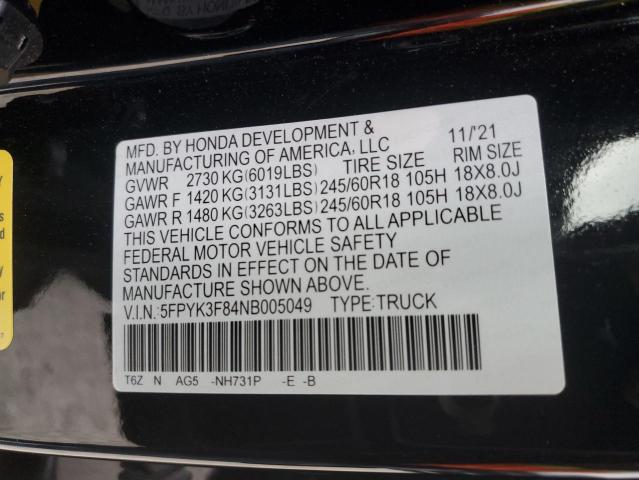 MFD. BY HONDA DEVELOPMENT & 11/'21
MANUFACTURING OF AMERICA, LLC
GVWR 2730 KG(6019LBS) TIRE SIZE RIM SIZE
GAWR F 1420 KG(3131LBS) 245/60R18 105H 18X8.0J
GAWR R 1480 KG(3263LBS) 245/60R18 105H 18X8.0J
THIS VEHICLE CONFORMS TO ALL APPLICABLE
FEDERAL MOTOR VEHICLE SAFETY
STANDARDS IN EFFECT ON THE DATE OF
MANUFACTURE SHOWN ABOVE.
V.I.N.:5FPYK3F84NB005049 TYPE:TRUCK
T6Z N AG5 -NH731P -E -B